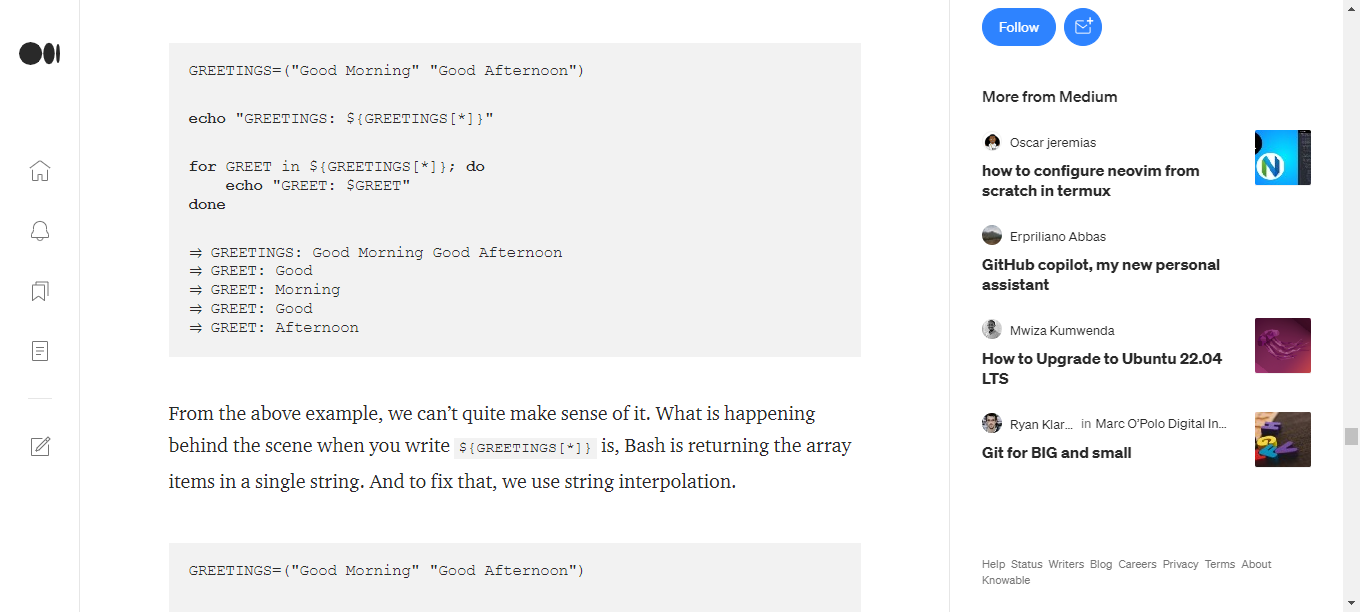 GREETINGS=("Good Morning" "Good Afternoon")
echo "GREETINGS: ${GREETINGS[*]}"
for GREET in ${GREETINGS[*]}; do
    echo "GREET: $GREET"
done
⇉ GREETINGS: Good Morning Good Afternoon
⇉ GREET: Good
⇉ GREET: Morning
⇉ GREET: Good
⇉ GREET: Afternoon
From the above example, we can’t quite make sense of it. What is happening
behind the scene when you write ${GREETINGS[*]} is, Bash is returning the array
items in a single string. And to fix that, we use string interpolation.
GREETINGS=("Good Morning" "Good Afternoon")
Follow
More from Medium
Oscar jeremias
how to configure neovim from
scratch in termux
Erpriliano Abbas
GitHub copilot, my new personal
assistant
Mwiza Kumwenda
How to Upgrade to Ubuntu 22.04
LTS
Ryan Klar... in Marc O’Polo Digital In...
Git for BIG and small
Help Status Writers Blog Careers Privacy Terms About
Knowable